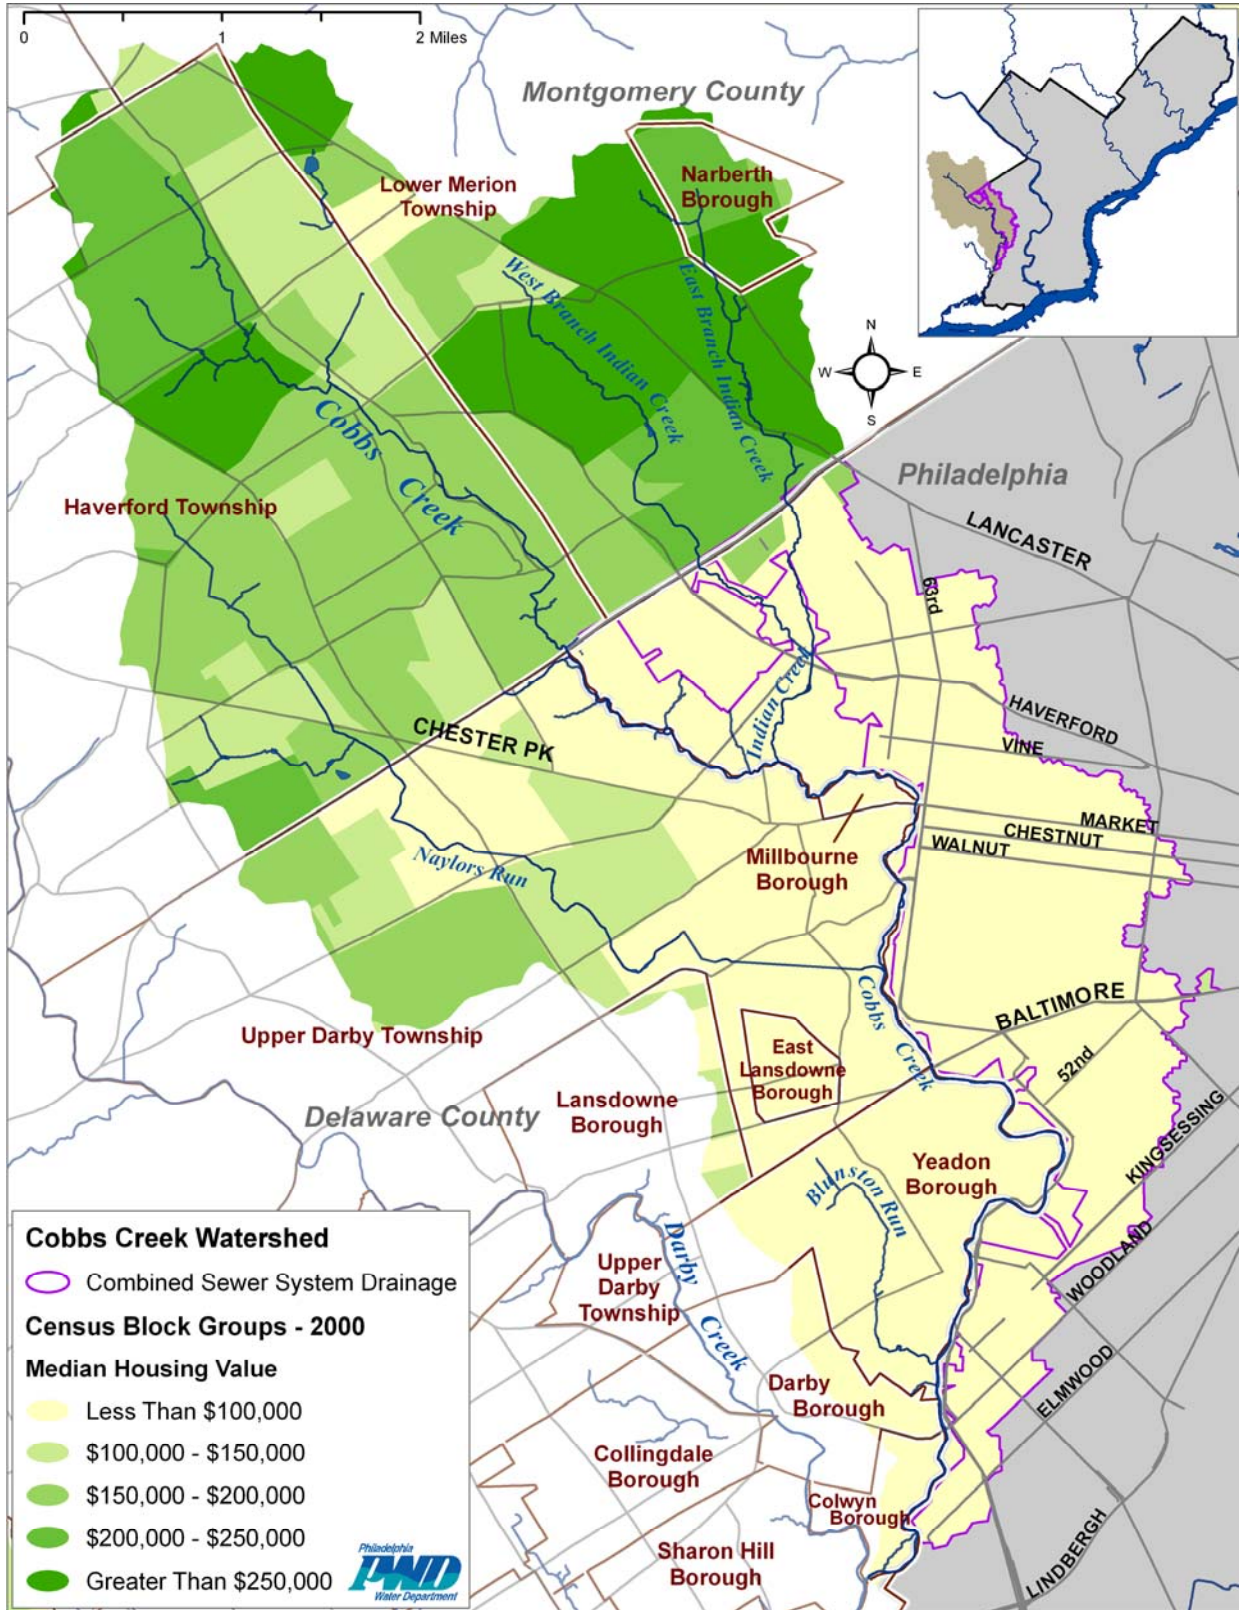 0 1 2 Miles
Montgomery County
Narberth
Borough
Lower Merion
Township
West Branch Indian Creek
East Branch Indian Creek
N
W E
S
Cobbs Creek
Philadelphia
Haverford Township
LANCASTER
63rd
Indian Creek
HAVERFORD
VINE
CHESTER PK
MARKET
CHESTNUT
WALNUT
Millbourne
Borough
Naylors Run
Cobbs Creek
BALTIMORE
Upper Darby Township
East
Lansdowne
Borough
52nd
Delaware County
Lansdowne
Borough
KINGSESSING
Yeadon
Borough
Blunston Run
WOODLAND
Darby Creek
Upper
Darby
Township
ELMWOOD
Darby
Borough
Collingdale
Borough
Colwyn
Borough
LINDBERGH
Sharon Hill
Borough
Cobbs Creek Watershed
Combined Sewer System Drainage
Census Block Groups - 2000
Median Housing Value
Less Than $100,000
$100,000 - $150,000
$150,000 - $200,000
$200,000 - $250,000
Greater Than $250,000
Philadelphia
PWD
Water Department